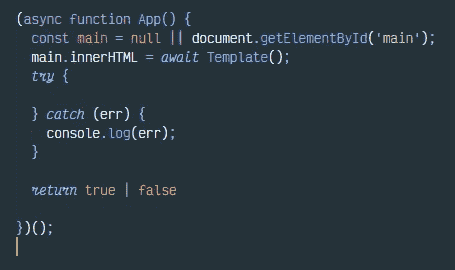 (async function App() {
  const main = null || document.getElementById('main');
  main.innerHTML = await Template();
  try {

  } catch (err) {
    console.log(err);
  }

  return true | false

})();